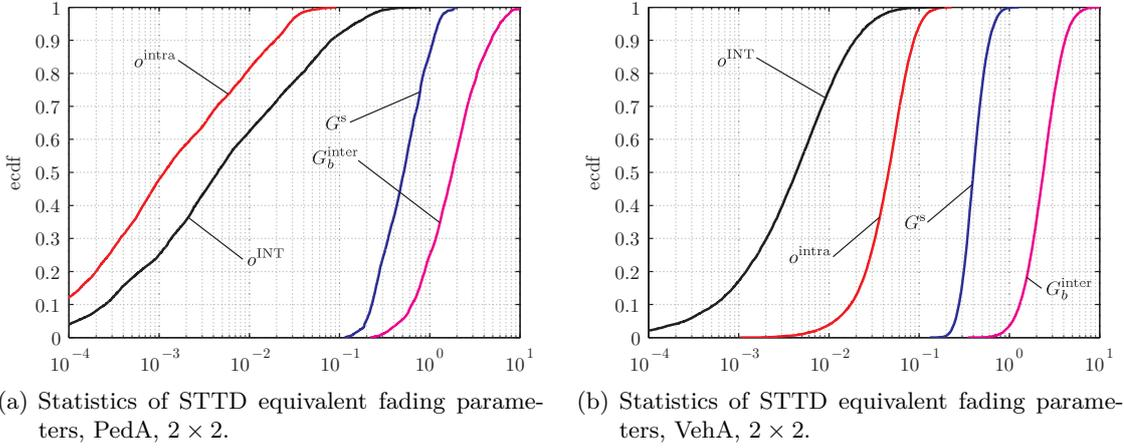 1
0.9
0.8
0.7
0.6
0.5
0.4
0.3
0.2
0.1
0
ecdf
o^intra
G^s
G_b^inter
o^INT
10^−4 10^−3 10^−2 10^−1 10^0 10^1
(a) Statistics of STTD equivalent fading parame-
ters, PedA, 2 × 2.
1
0.9
0.8
0.7
0.6
0.5
0.4
0.3
0.2
0.1
0
ecdf
o^INT
G^s
o^intra
G_b^inter
10^−4 10^−3 10^−2 10^−1 10^0 10^1
(b) Statistics of STTD equivalent fading parame-
ters, VehA, 2 × 2.